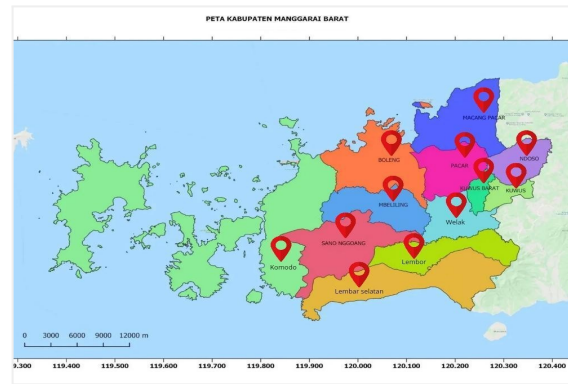 PETA KABUPATEN MANGGARAI BARAT
MACANG PACAR
BOLENG
PACAR
NDOSO
KUWUS BARAT
KUWUS
MBELILING
Welak
SANO NGGOANG
Komodo
Lembor
Lembar selatan
0 3000 6000 9000 12000 m
9.300 119.400 119.500 119.600 119.700 119.800 119.900 120.000 120.100 120.200 120.300 120.400